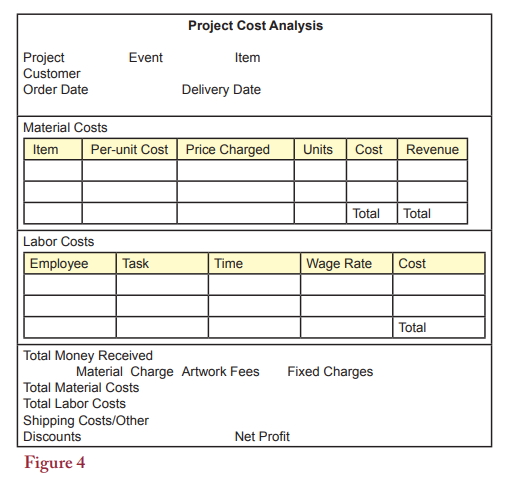 Project Cost Analysis
Project Event Item
Customer
Order Date Delivery Date
Material Costs
Item Per-unit Cost Price Charged Units Cost Revenue
Total Total
Labor Costs
Employee Task Time Wage Rate Cost
Total
Total Money Received
Material Charge Artwork Fees Fixed Charges
Total Material Costs
Total Labor Costs
Shipping Costs/Other
Discounts Net Profit
Figure 4